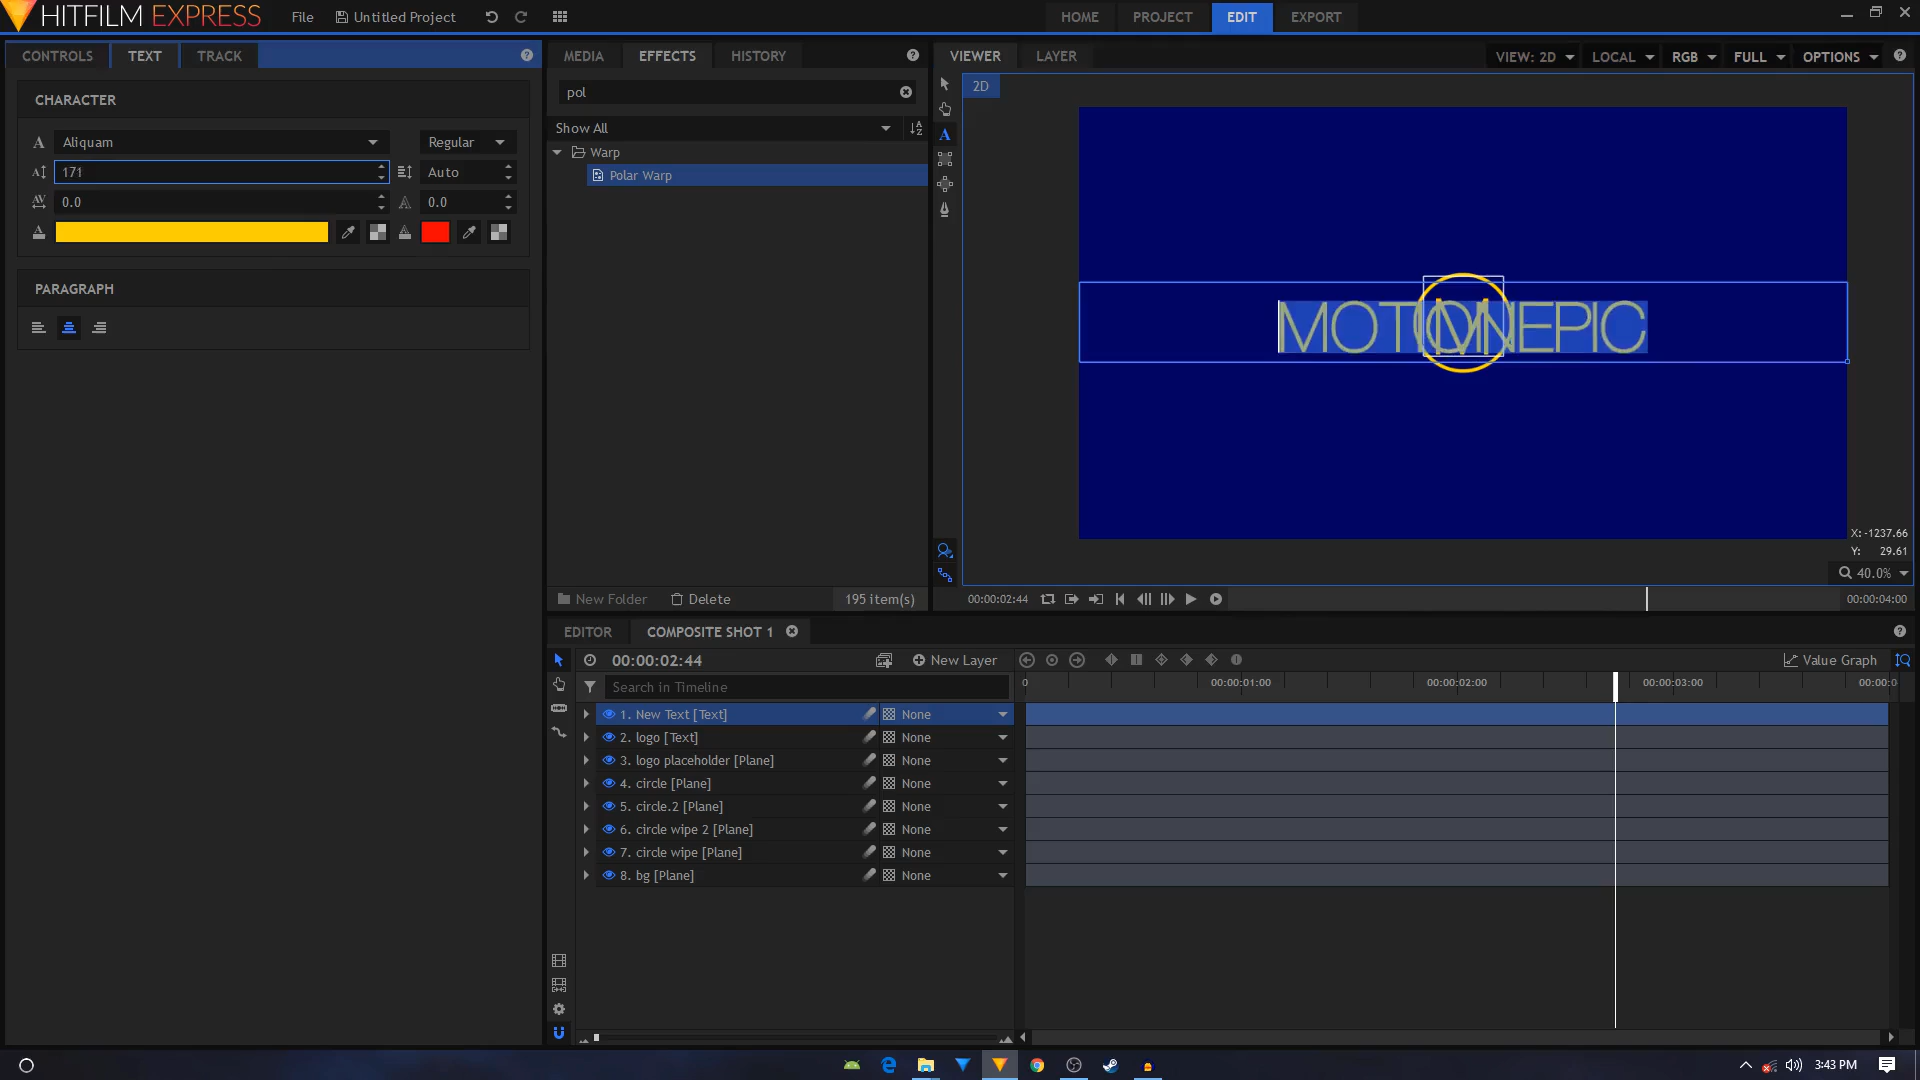 HITFILM EXPRESS
File
Untitled Project
HOME
PROJECT
EDIT
EXPORT
CONTROLS
TEXT
TRACK
CHARACTER
A
Aliquam
Regular
171
Auto
AV
0.0
A
0.0
A
A
PARAGRAPH
MEDIA
EFFECTS
HISTORY
pol
Show All
Warp
Polar Warp
New Folder
Delete
195 item(s)
VIEWER
LAYER
VIEW: 2D
LOCAL
RGB
FULL
OPTIONS
2D
A
MOTIONEPIC
M
X: -1237.66
Y: 29.61
40.0%
00:00:02:44
00:00:04:00
EDITOR
COMPOSITE SHOT 1
00:00:02:44
New Layer
Value Graph
Search in Timeline
0
00:00:01:00
00:00:02:00
00:00:03:00
00:00:0
1. New Text [Text]
None
2. logo [Text]
None
3. logo placeholder [Plane]
None
4. circle [Plane]
None
5. circle.2 [Plane]
None
6. circle wipe 2 [Plane]
None
7. circle wipe [Plane]
None
8. bg [Plane]
None
3:43 PM